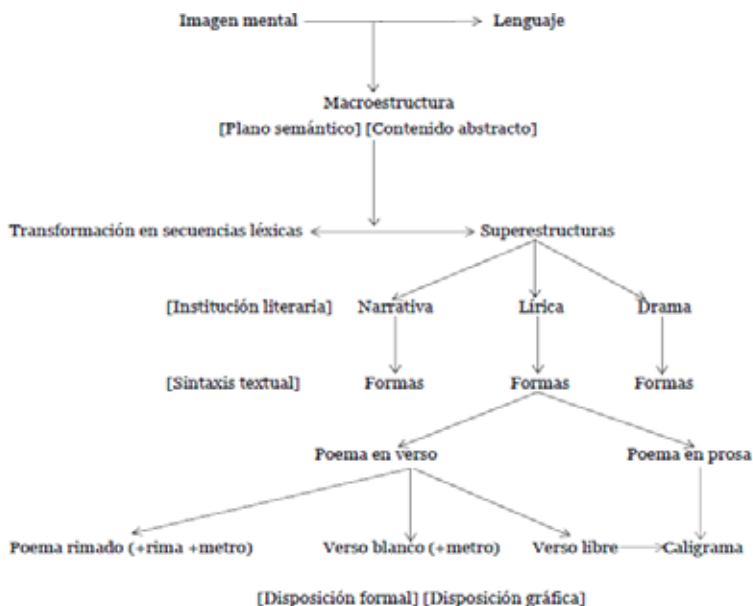 Imagen mental Lenguaje
Macroestructura
[Plano semántico] [Contenido abstracto]
Transformación en secuencias léxicas Superestructuras
[Institución literaria] Narrativa Lírica Drama
[Sintaxis textual] Formas Formas Formas
Poema en verso Poema en prosa
Poema rimado (+rima +metro) Verso blanco (+metro) Verso libre Caligrama
[Disposición formal] [Disposición gráfica]